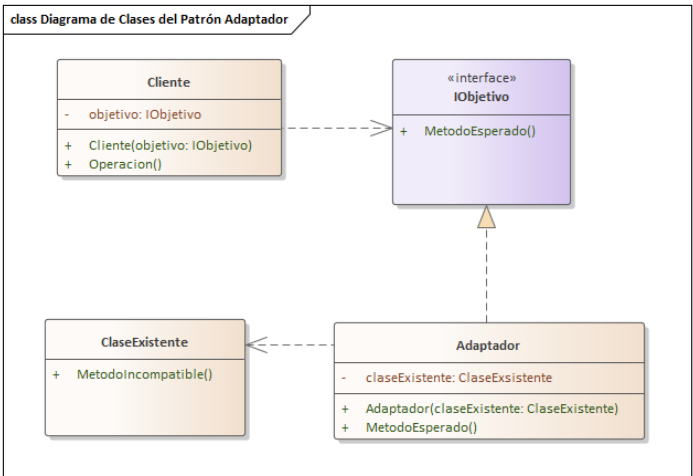 class Diagrama de Clases del Patrón Adaptador
Cliente
- objetivo: IObjetivo
+ Cliente(objetivo: IObjetivo)
+ Operacion()
«interface»
IObjetivo
+ MetodoEsperado()
ClaseExistente
+ MetodoIncompatible()
Adaptador
- claseExistente: ClaseExsistente
+ Adaptador(claseExistente: ClaseExistente)
+ MetodoEsperado()